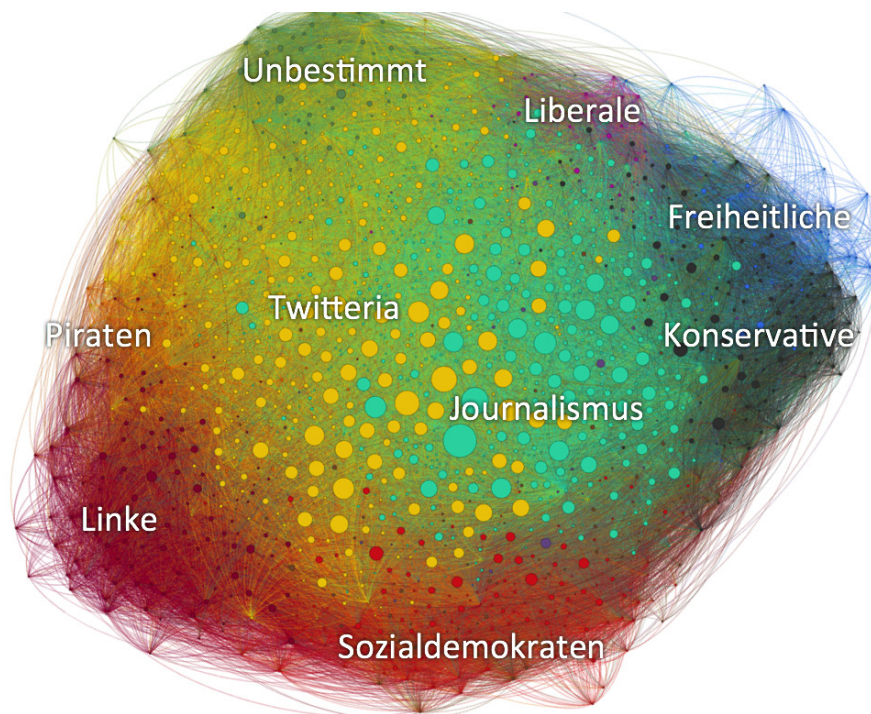 Unbestimmt
Liberale
Freiheitliche
Twitteria
Piraten
Konservative
Journalismus
Linke
Sozialdemokraten